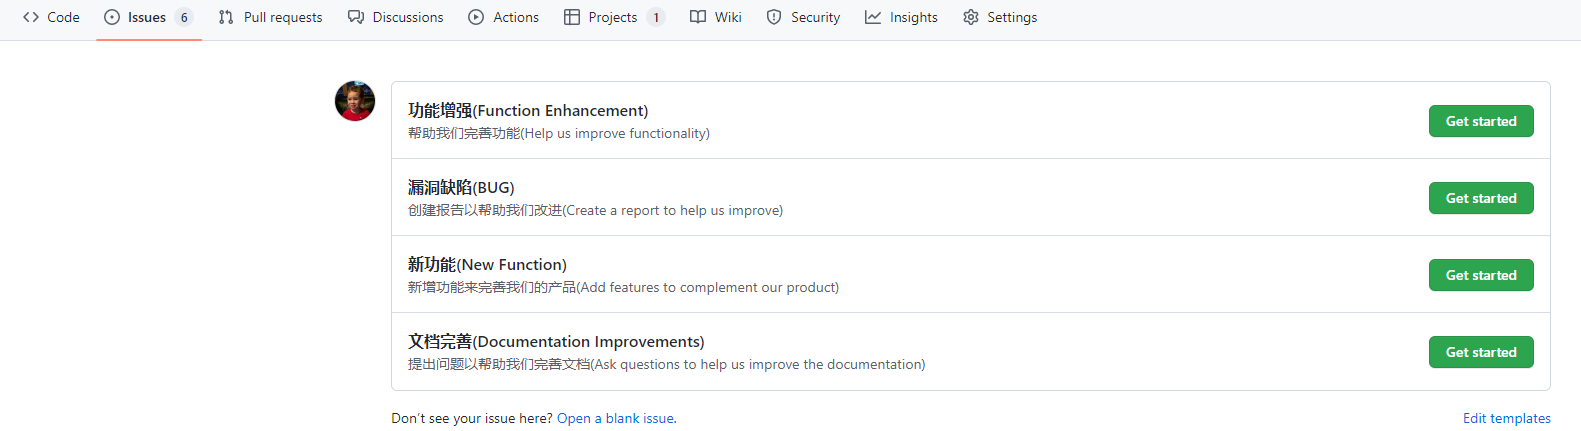 Code Issues 6 Pull requests Discussions Actions Projects 1 Wiki Security Insights Settings
功能增强(Function Enhancement)
帮助我们完善功能(Help us improve functionality)
Get started
漏洞缺陷(BUG)
创建报告以帮助我们改进(Create a report to help us improve)
Get started
新功能(New Function)
新增功能来完善我们的产品(Add features to complement our product)
Get started
文档完善(Documentation Improvements)
提出问题以帮助我们完善文档(Ask questions to help us improve the documentation)
Get started
Don't see your issue here? Open a blank issue. Edit templates